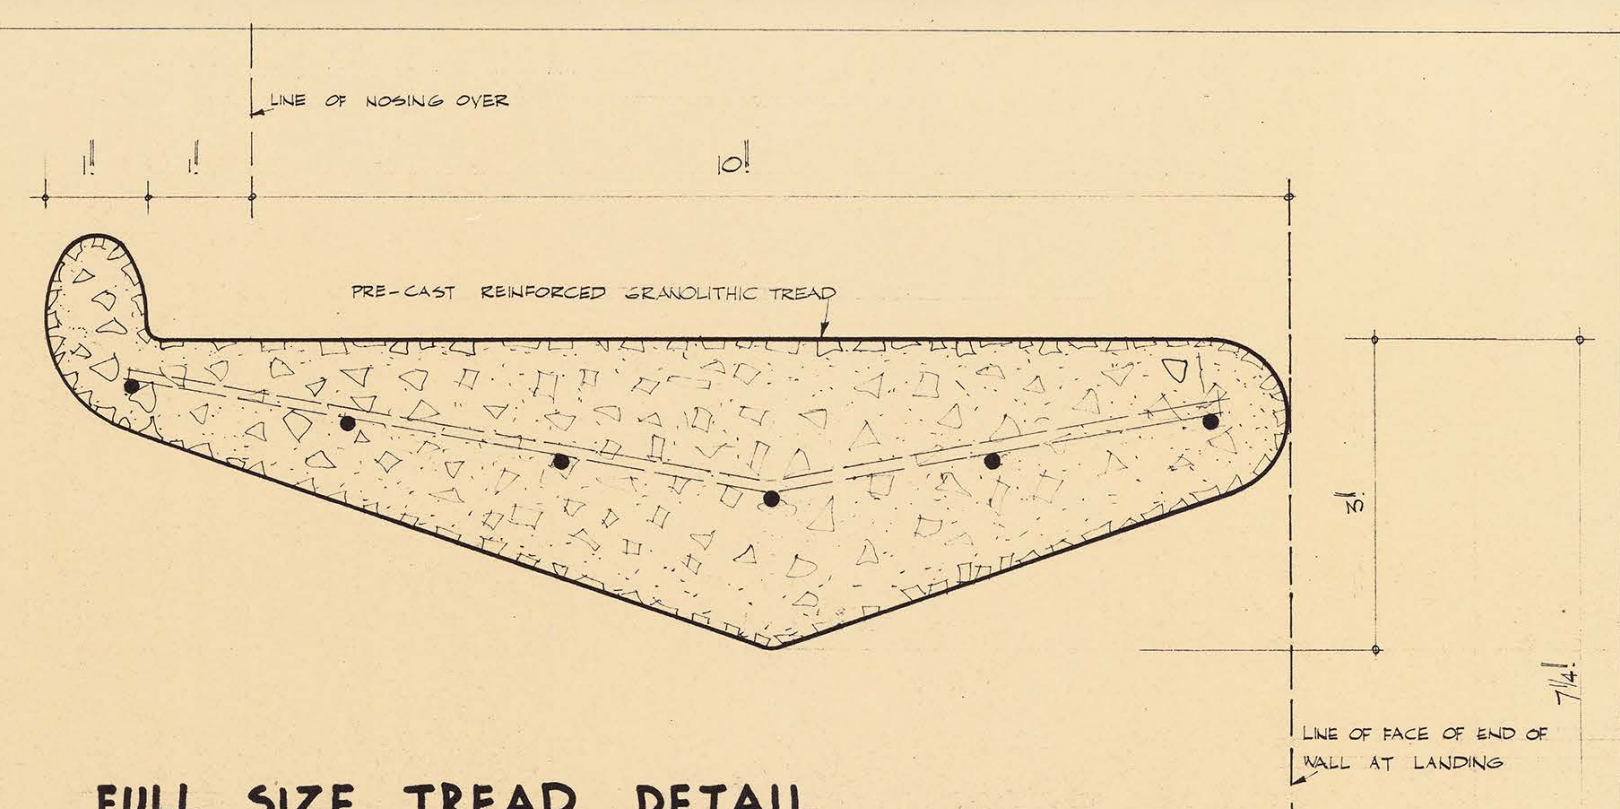 LINE OF NOSING OVER
1"
1"
10"
PRE-CAST REINFORCED GRANOLITHIC TREAD
3"
7¼"
LINE OF FACE OF END OF
WALL AT LANDING
FULL SIZE TREAD DETAIL